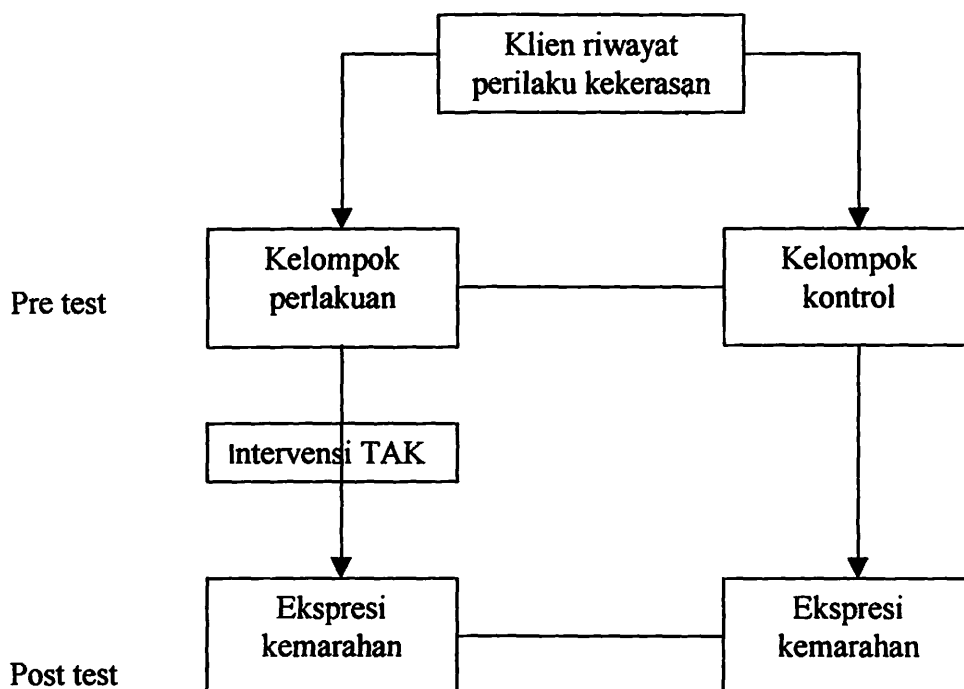 Klien riwayat
perilaku kekerasan
Pre test
Kelompok
perlakuan
Kelompok
kontrol
Intervensi TAK
Post test
Ekspresi
kemarahan
Ekspresi
kemarahan